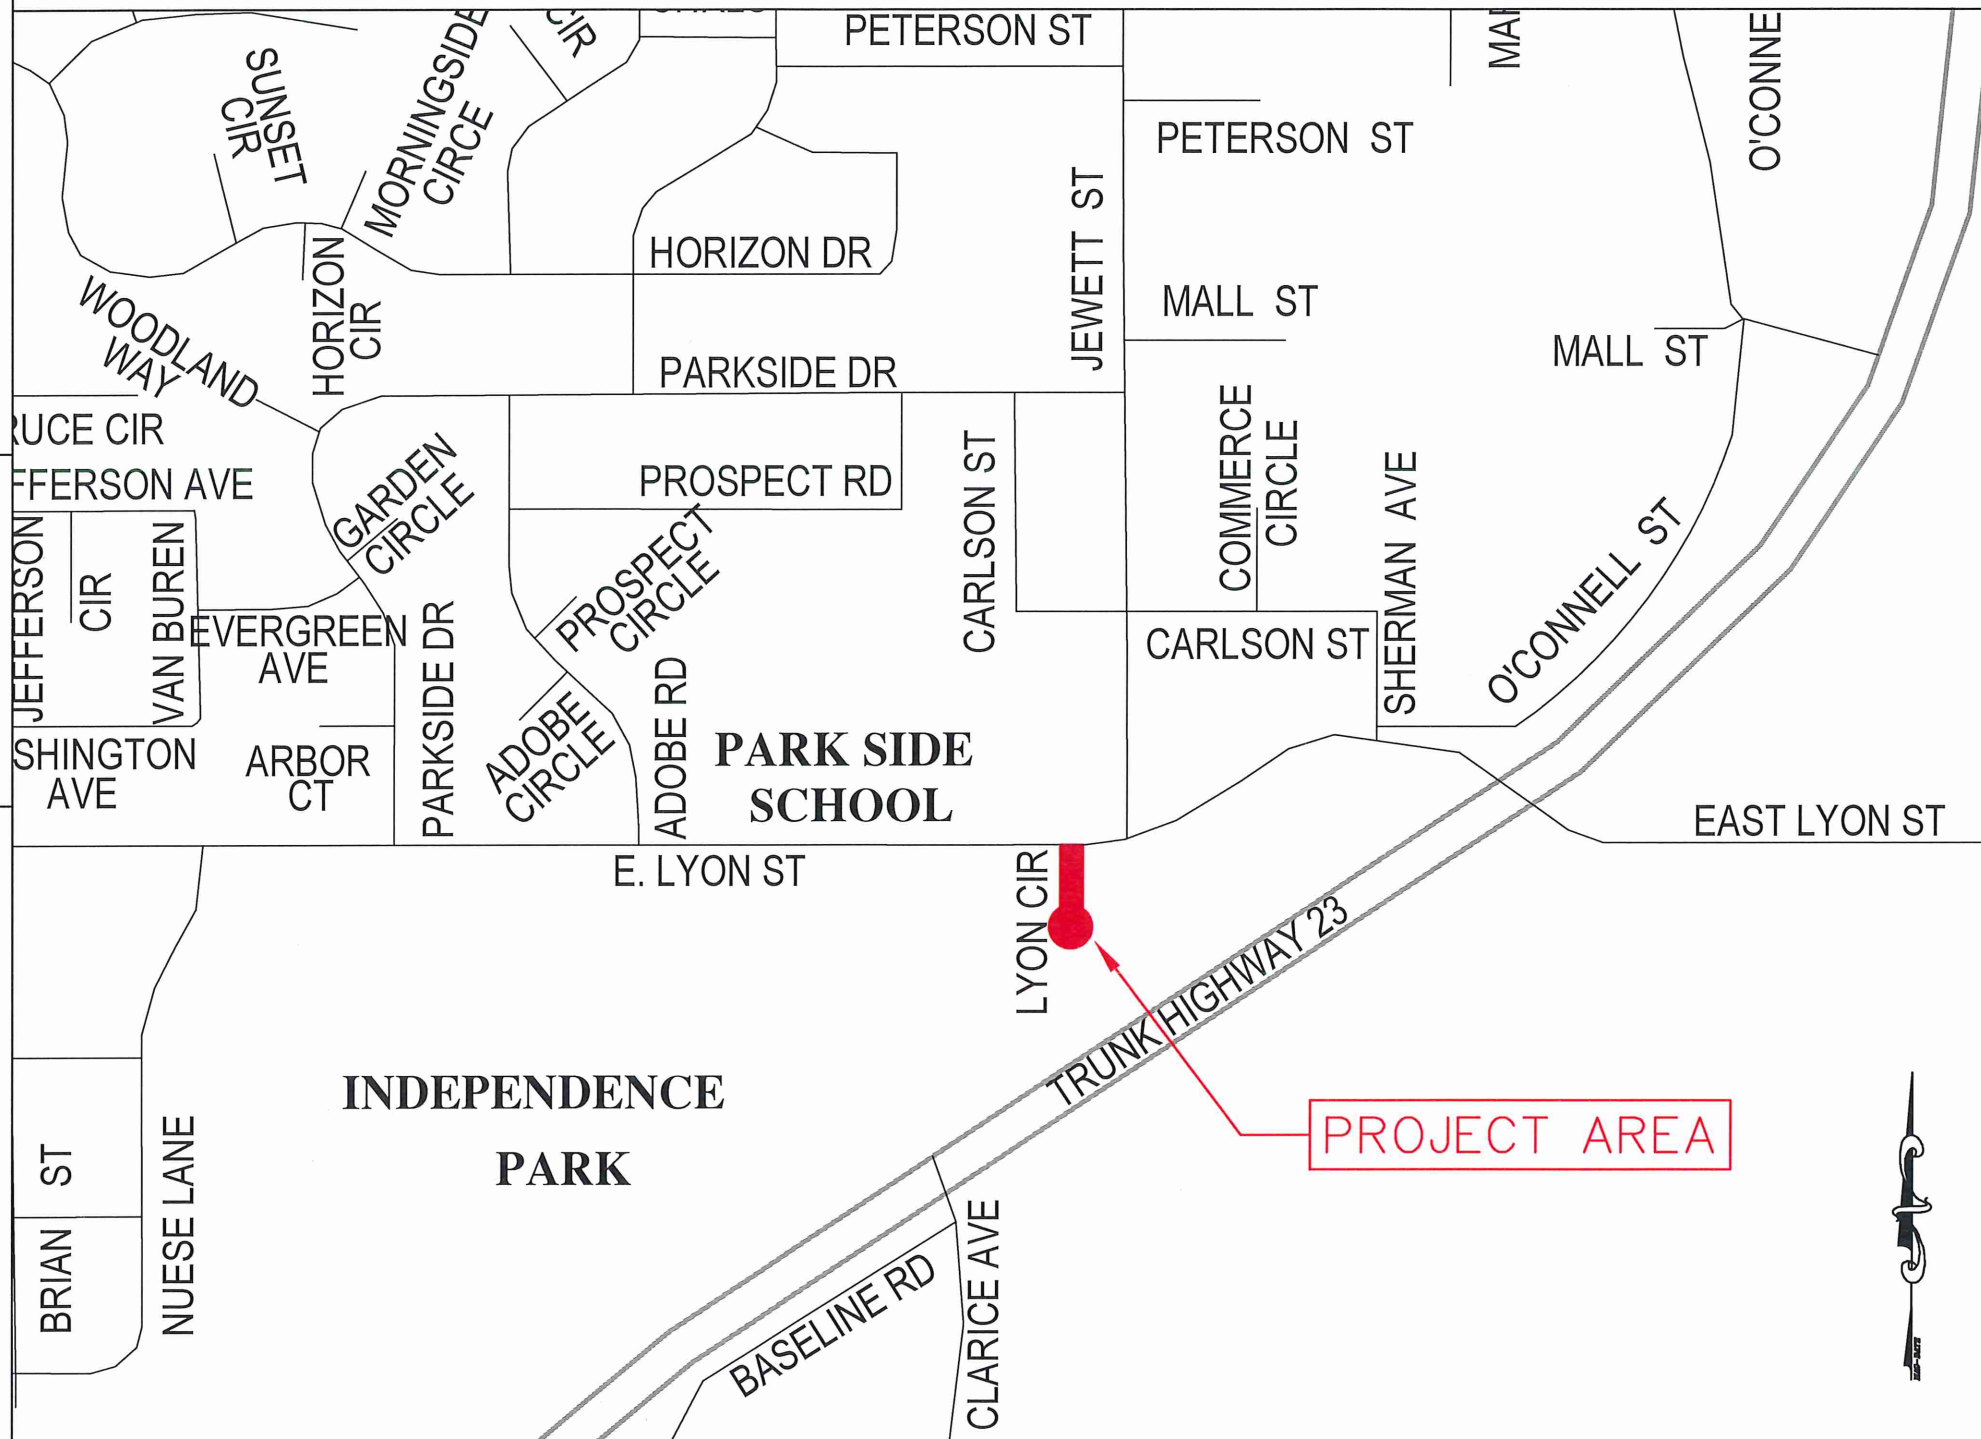 PETERSON ST
CIR
MORNINGSIDE
CIRCE
SUNSET
CIR
O'CONNE
PETERSON ST
JEWETT ST
HORIZON DR
HORIZON
CIR
WOODLAND
WAY
MALL ST
MALL ST
PARKSIDE DR
RUCE CIR
FFERSON AVE
GARDEN
CIRCLE
PROSPECT RD
CARLSON ST
COMMERCE
CIRCLE
SHERMAN AVE
O'CONNELL ST
JEFFERSON
CIR
VAN BUREN
EVERGREEN
AVE
PARKSIDE DR
PROSPECT
CIRCLE
CARLSON ST
SHINGTON
AVE
ARBOR
CT
ADOBE
CIRCLE
ADOBE RD
PARK SIDE
SCHOOL
EAST LYON ST
E. LYON ST
LYON CIR
TRUNK HIGHWAY 23
INDEPENDENCE
PARK
PROJECT AREA
BRIAN ST
NUESE LANE
BASELINE RD
CLARICE AVE